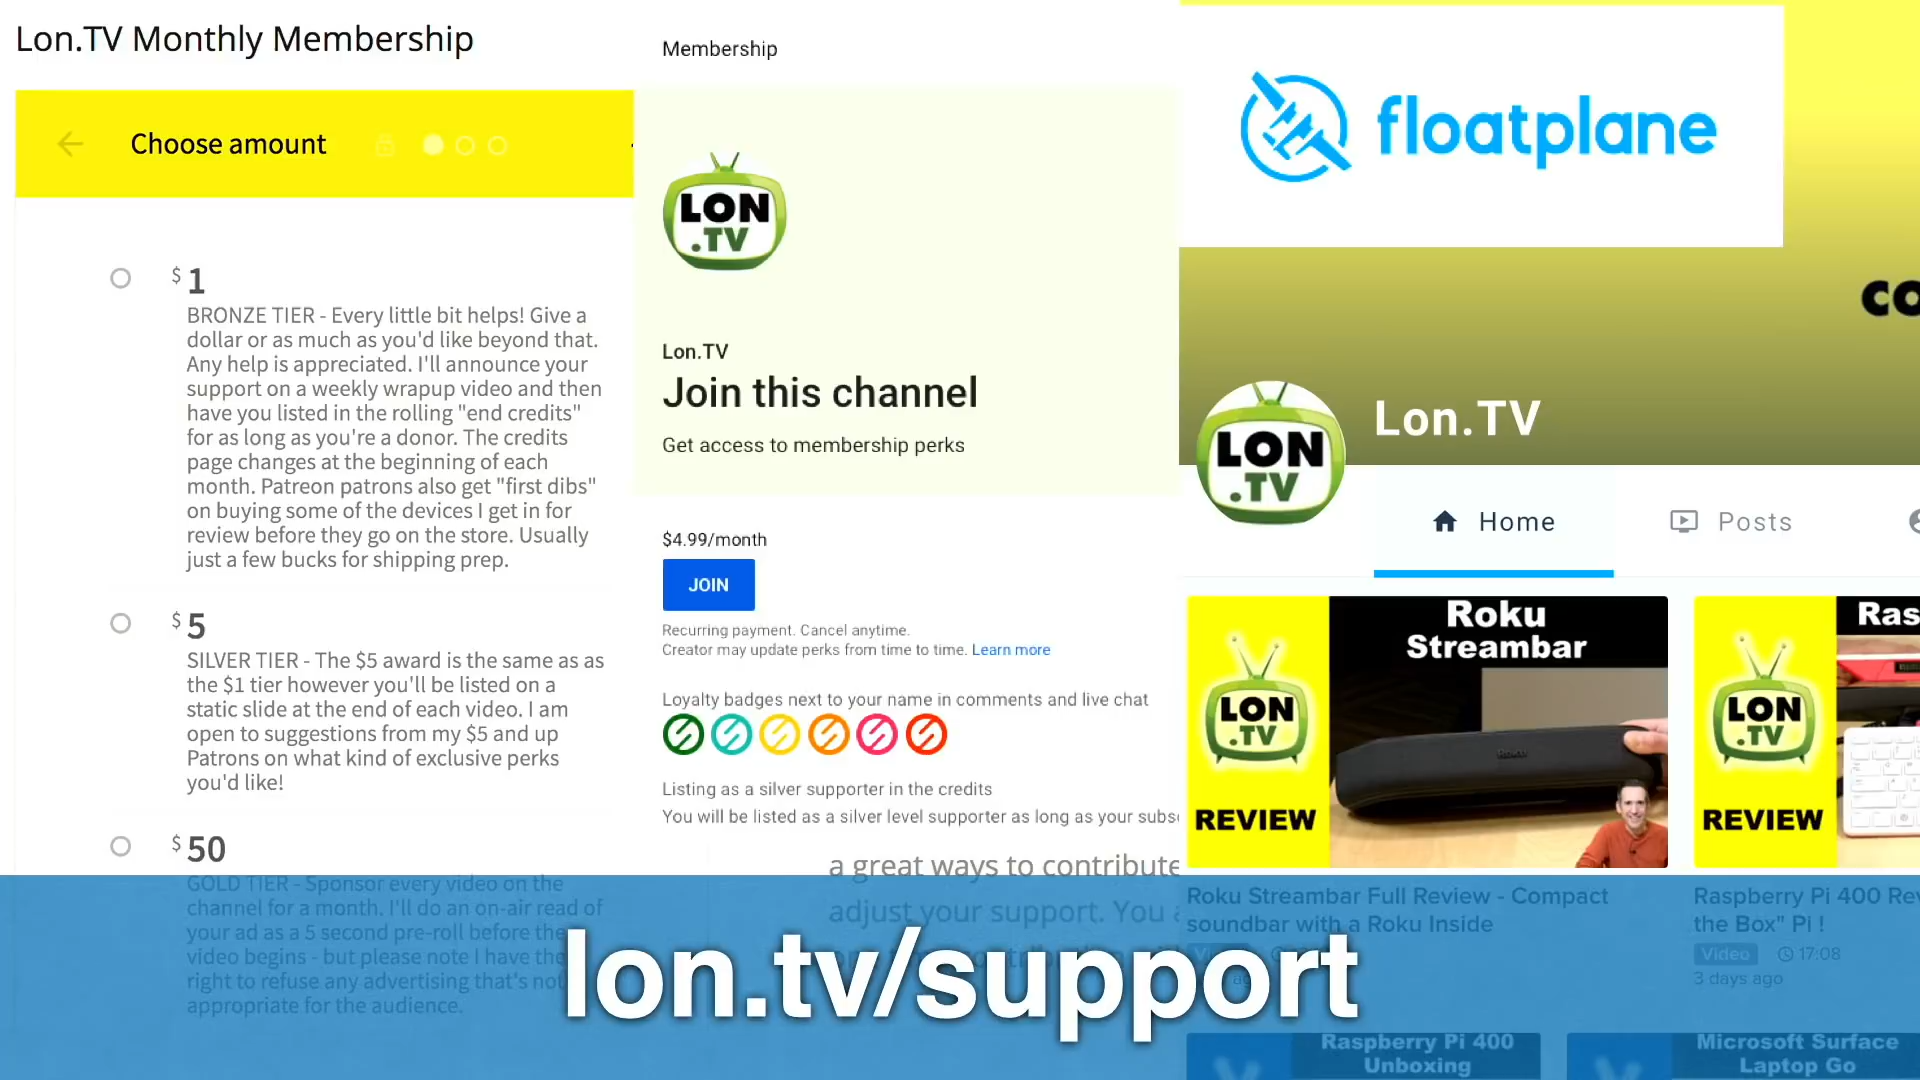 Lon.TV Monthly Membership
Choose amount
$ 1
BRONZE TIER - Every little bit helps! Give a
dollar or as much as you'd like beyond that.
Any help is appreciated. I'll announce your
support on a weekly wrapup video and then
have you listed in the rolling "end credits"
for as long as you're a donor. The credits
page changes at the beginning of each
month. Patreon patrons also get "first dibs"
on buying some of the devices I get in for
review before they go on the store. Usually
just a few bucks for shipping prep.
$ 5
SILVER TIER - The $5 award is the same as as
the $1 tier however you'll be listed on a
static slide at the end of each video. I am
open to suggestions from my $5 and up
Patrons on what kind of exclusive perks
you'd like!
$ 50
GOLD TIER - Sponsor every video on the
channel for a month. I'll do an on-air read of
your ad as a 5 second pre-roll before the
video begins - but please note I have the
right to refuse any advertising that's not
appropriate for the audience.
Membership
LON
.TV
Lon.TV
Join this channel
Get access to membership perks
$4.99/month
JOIN
Recurring payment. Cancel anytime.
Creator may update perks from time to time. Learn more
Loyalty badges next to your name in comments and live chat
Listing as a silver supporter in the credits
You will be listed as a silver level supporter as long as your subs
a great ways to contribute
adjust your support. You a
floatplane
CO
LON
.TV
Lon.TV
Home
Posts
Roku
Streambar
LON
.TV
REVIEW
Roku Streambar Full Review - Compact
soundbar with a Roku Inside
Ras
LON
.TV
REVIEW
Raspberry Pi 400 Rev
the Box" Pi !
Video 17:08
3 days ago
lon.tv/support
Raspberry Pi 400
Unboxing
Microsoft Surface
Laptop Go